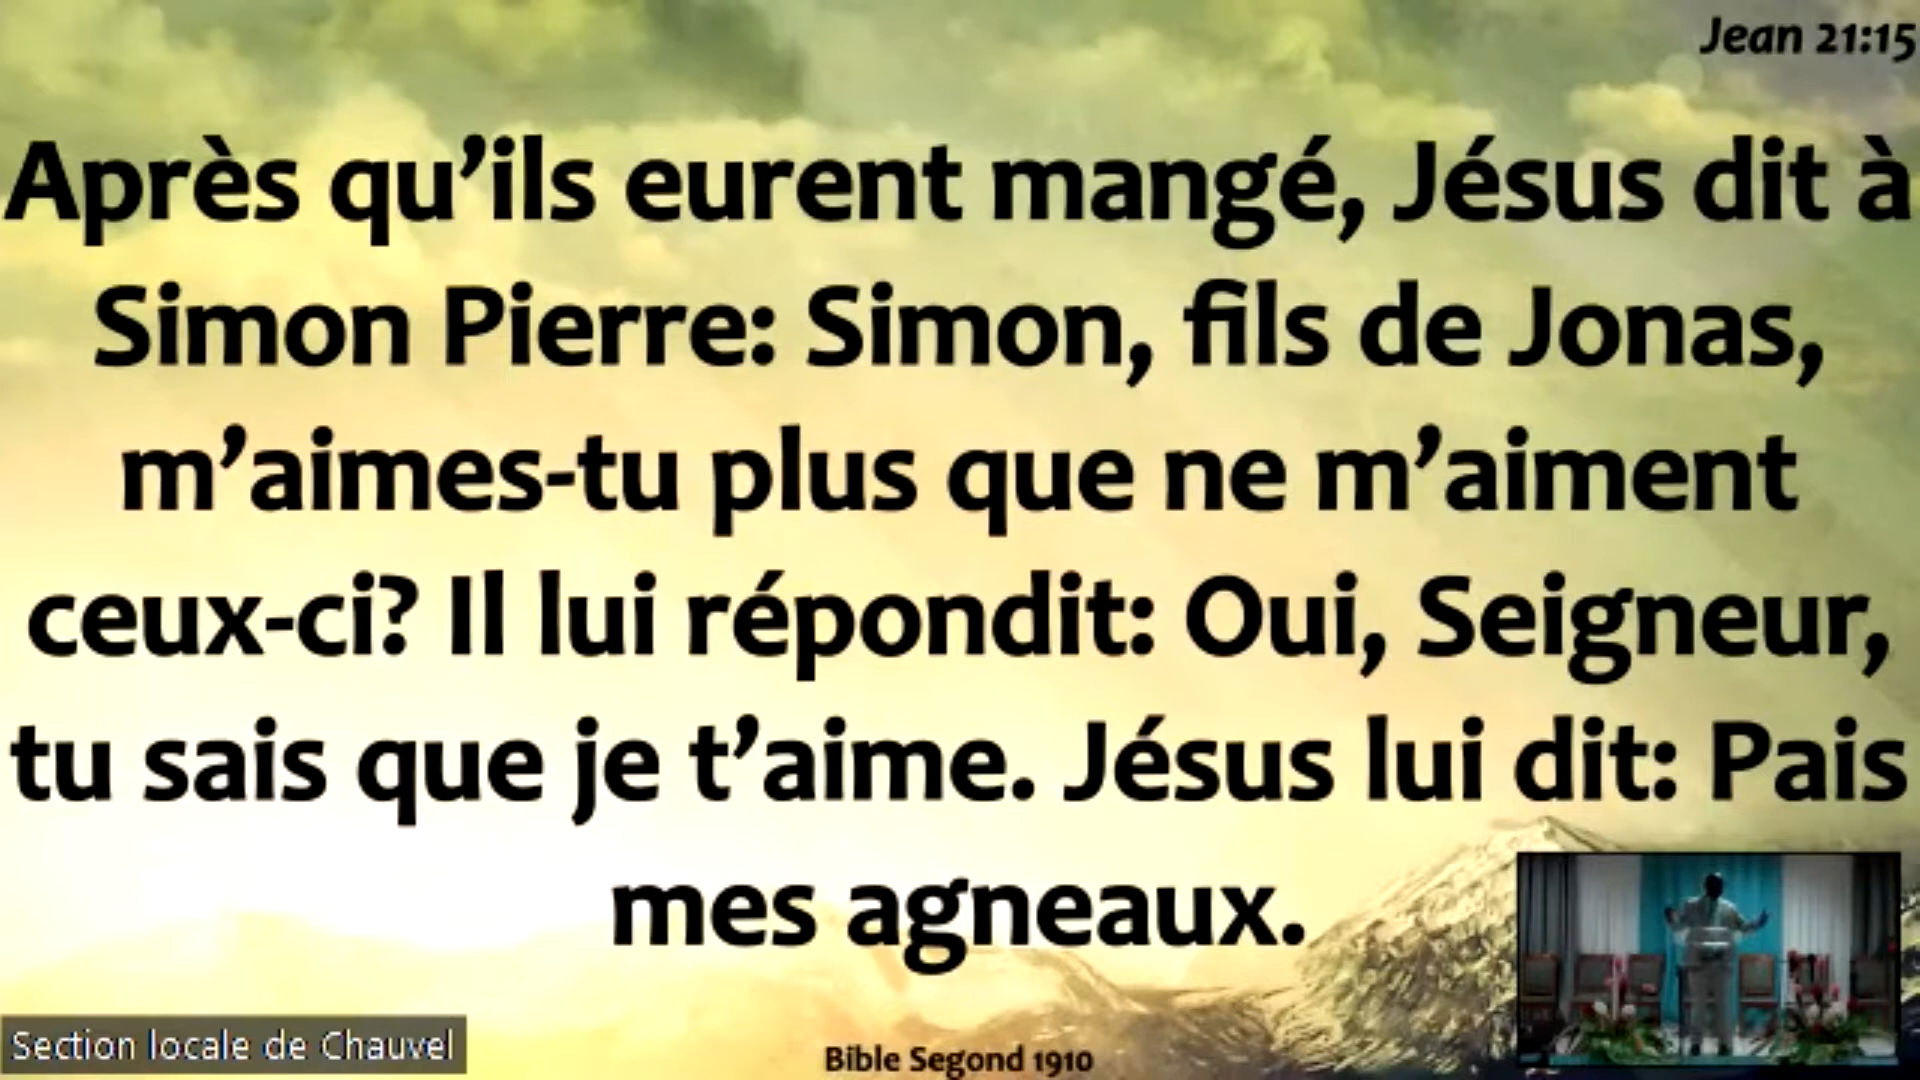 Jean 21:15
Après qu’ils eurent mangé, Jésus dit à
Simon Pierre: Simon, fils de Jonas,
m’aimes-tu plus que ne m’aiment
ceux-ci? Il lui répondit: Oui, Seigneur,
tu sais que je t’aime. Jésus lui dit: Pais
mes agneaux.
Section locale de Chauvel
Bible Segond 1910